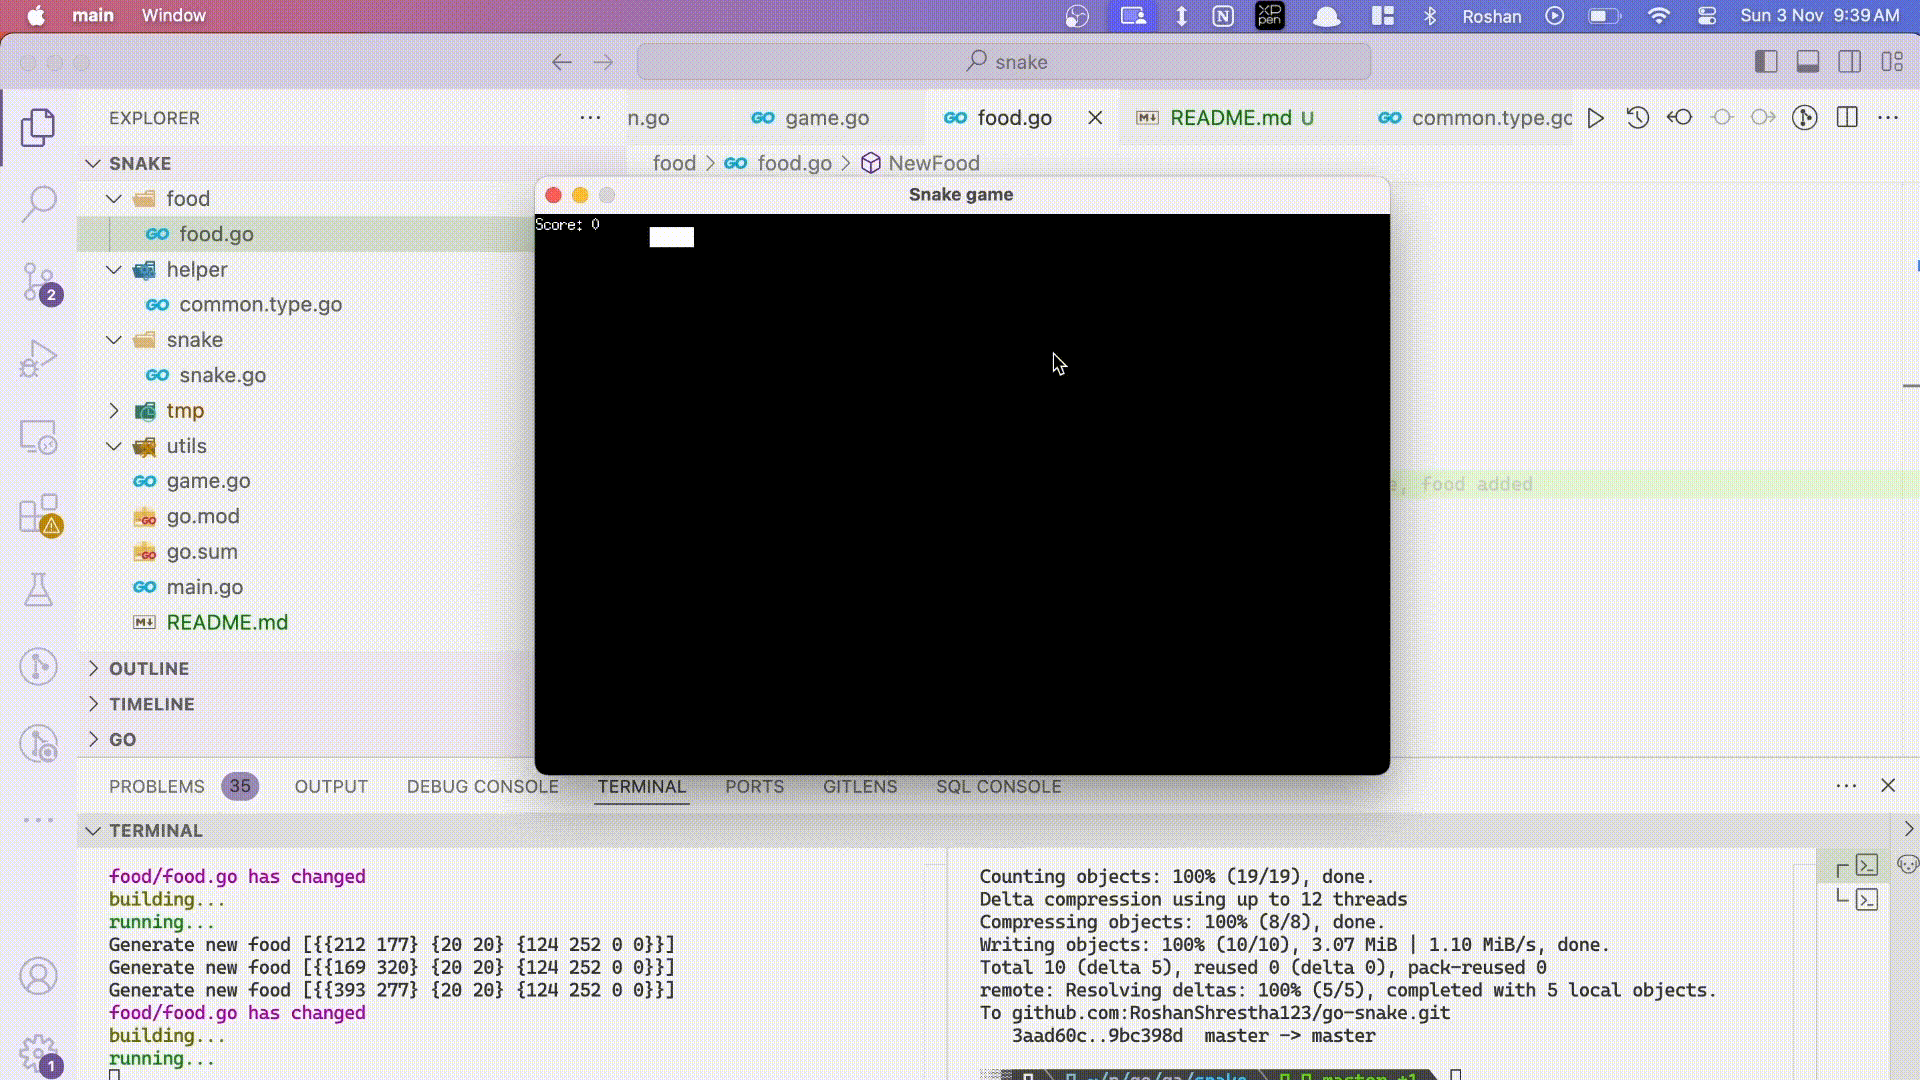 main Window
N XP pen Roshan Sun 3 Nov 9:39 AM
snake
EXPLORER
n.go game.go food.go README.md U common.type.go
SNAKE
food > food.go > NewFood
food
food.go
helper
common.type.go
snake
snake.go
tmp
utils
game.go
go.mod
go.sum
main.go
README.md
OUTLINE
TIMELINE
GO
2
1
Snake game
Score: 0
e, food added
PROBLEMS 35 OUTPUT DEBUG CONSOLE TERMINAL PORTS GITLENS SQL CONSOLE
TERMINAL
food/food.go has changed
building...
running...
Generate new food [{{212 177} {20 20} {124 252 0 0}}]
Generate new food [{{169 320} {20 20} {124 252 0 0}}]
Generate new food [{{393 277} {20 20} {124 252 0 0}}]
food/food.go has changed
building...
running...
Counting objects: 100% (19/19), done.
Delta compression using up to 12 threads
Compressing objects: 100% (8/8), done.
Writing objects: 100% (10/10), 3.07 MiB | 1.10 MiB/s, done.
Total 10 (delta 5), reused 0 (delta 0), pack-reused 0
remote: Resolving deltas: 100% (5/5), completed with 5 local objects.
To github.com:RoshanShrestha123/go-snake.git
3aad60c..9bc398d master -> master